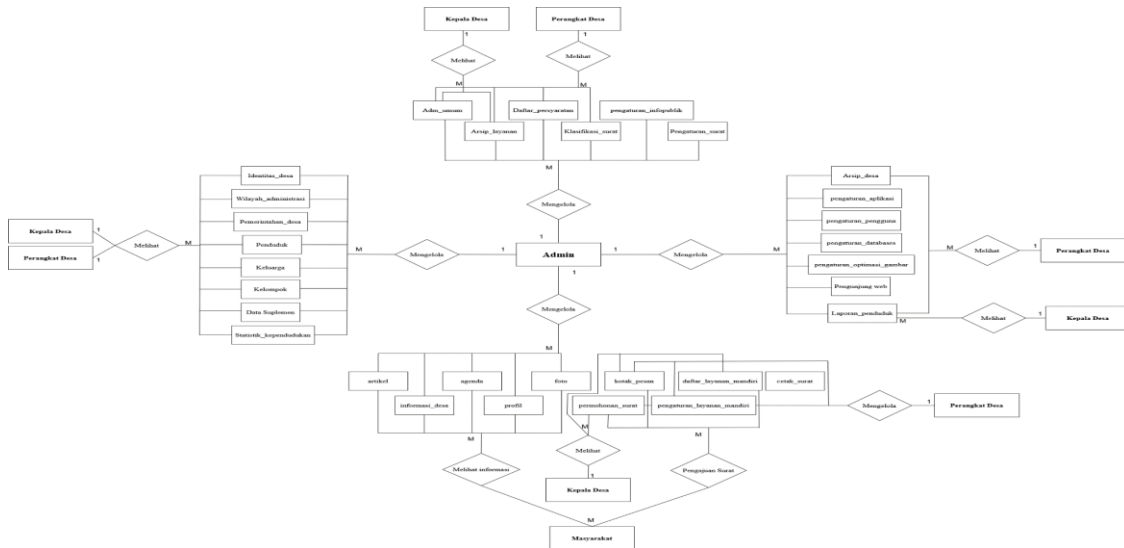 Kepala Desa
Perangkat Desa
1
1
Melihat
Melihat
M
M
Adm_umum
Daftar_persyaratan
pengaturan_infopublik
Arsip_layanan
Klasifikasi_surat
Pengaturan_surat
M
Mengelola
1
Identitas_desa
Wilayah_administrasi
Pemerintahan_desa
Penduduk
Keluarga
Kelompok
Data Suplemen
Statistik_kependudukan
Kepala Desa
Perangkat Desa
1
1
Melihat
M
M
Mengelola
1
Admin
1
Mengelola
M
Arsip_desa
pengaturan_aplikasi
pengaturan_pengguna
pengaturan_databasis
pengaturan_optimasi_gambar
Pengunjung web
Laporan_penduduk
M
Melihat
1
Perangkat Desa
M
Melihat
1
Kepala Desa
1
Mengelola
M
artikel
agenda
foto
informasi_desa
profil
kotak_pesan
daftar_layanan_mandiri
cetak_surat
permohonan_surat
pengaturan_layanan_mandiri
Mengelola
1
Perangkat Desa
M
M
M
Melihat informasi
Melihat
Pengajuan Surat
1
Kepala Desa
M
Masyarakat